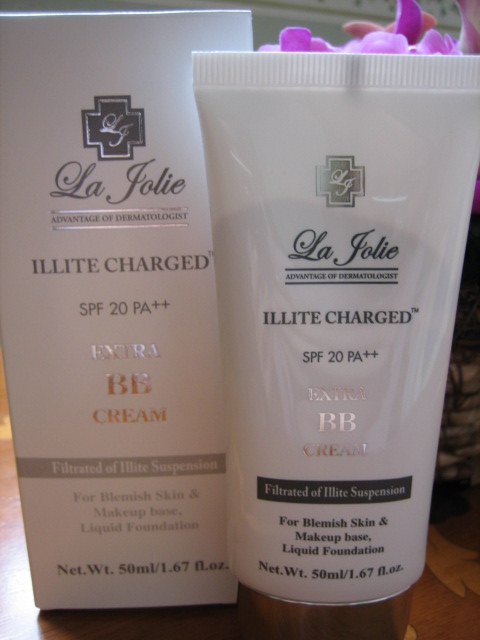 LJ
La Jolie
ADVANTAGE OF DERMATOLOGIST
ILLITE CHARGED™
SPF 20 PA++
EXTRA
BB
CREAM
Filtrated of Illite Suspension
For Blemish Skin &
Makeup base,
Liquid Foundation
Net.Wt. 50ml/1.67 fl.oz.
LJ
La Jolie
ADVANTAGE OF DERMATOLOGIST
ILLITE CHARGED™
SPF 20 PA++
EXTRA
BB
CREAM
Filtrated of Illite Suspension
For Blemish Skin &
Makeup base,
Liquid Foundation
Net.Wt. 50ml/1.67 fl.oz.